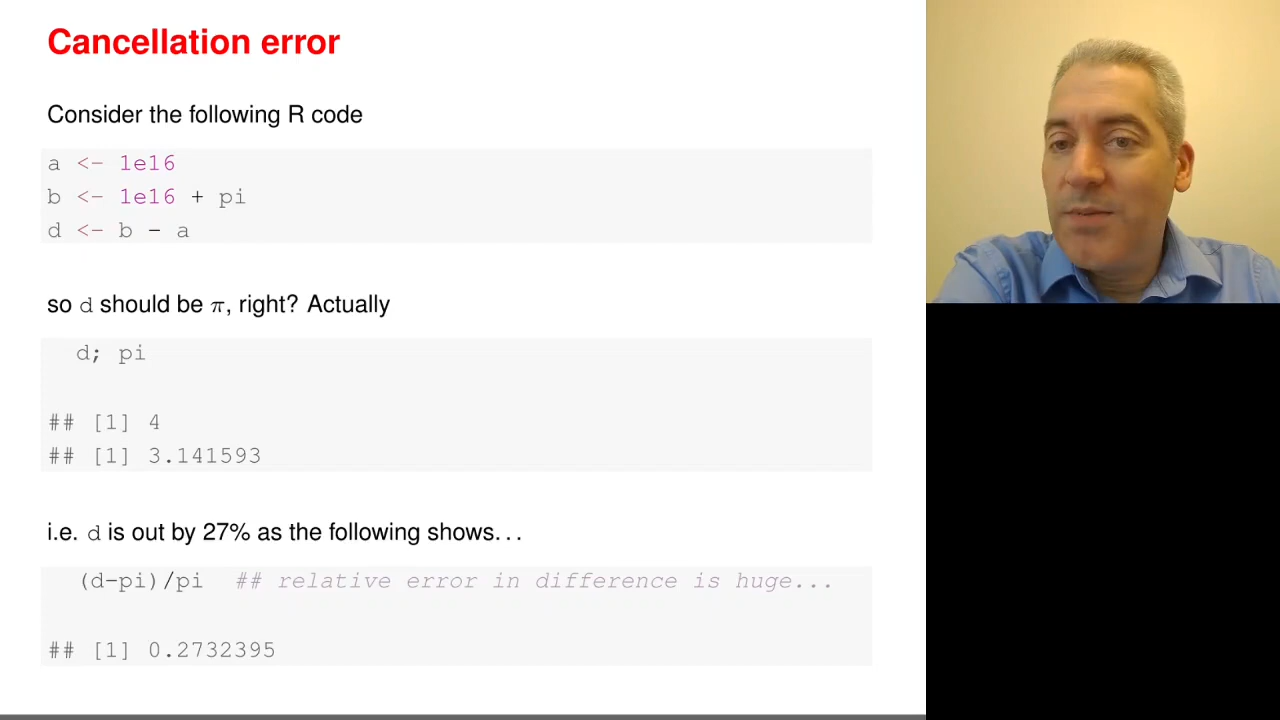 Cancellation error
Consider the following R code
a <- 1e16
b <- 1e16 + pi
d <- b - a
so d should be π, right? Actually
d; pi
## [1] 4
## [1] 3.141593
i.e. d is out by 27% as the following shows...
(d-pi)/pi ## relative error in difference is huge...
## [1] 0.2732395